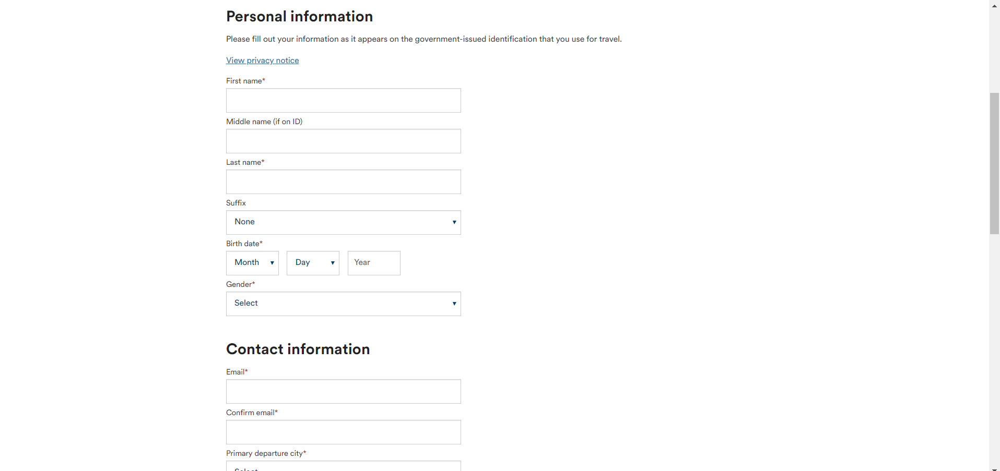 Personal information
Please fill out your information as it appears on the government-issued identification that you use for travel.
View privacy notice
First name*
Middle name (if on ID)
Last name*
Suffix
None
Birth date*
Month Day Year
Gender*
Select
Contact information
Email*
Confirm email*
Primary departure city*
Select